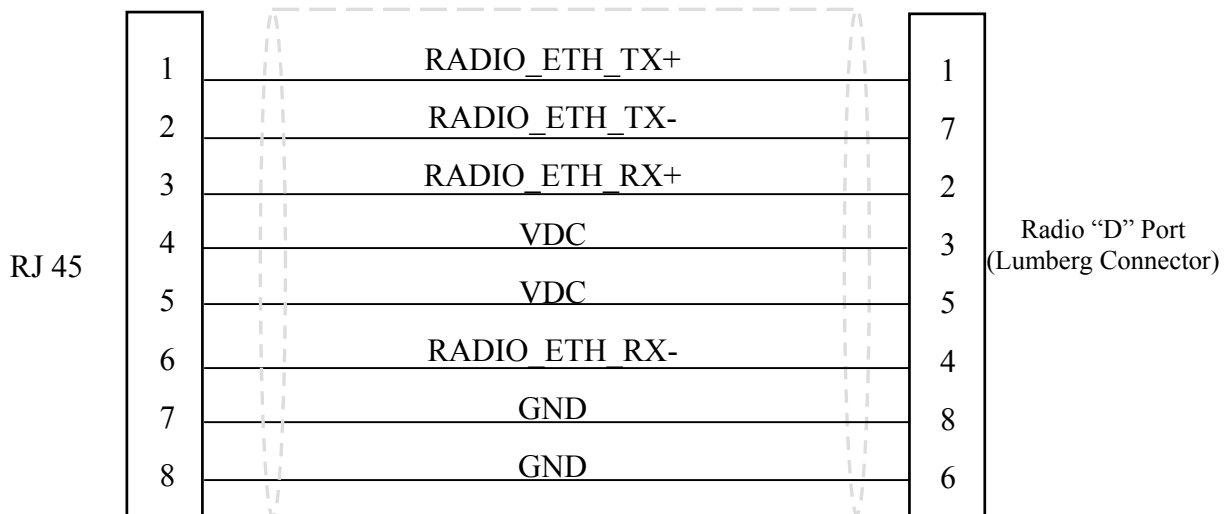 1 RADIO_ETH_TX+ 1
2 RADIO_ETH_TX- 7
3 RADIO_ETH_RX+ 2
4 VDC 3
Radio “D” Port
RJ 45
(Lumberg Connector)
5 VDC 5
6 RADIO_ETH_RX- 4
7 GND 8
8 GND 6